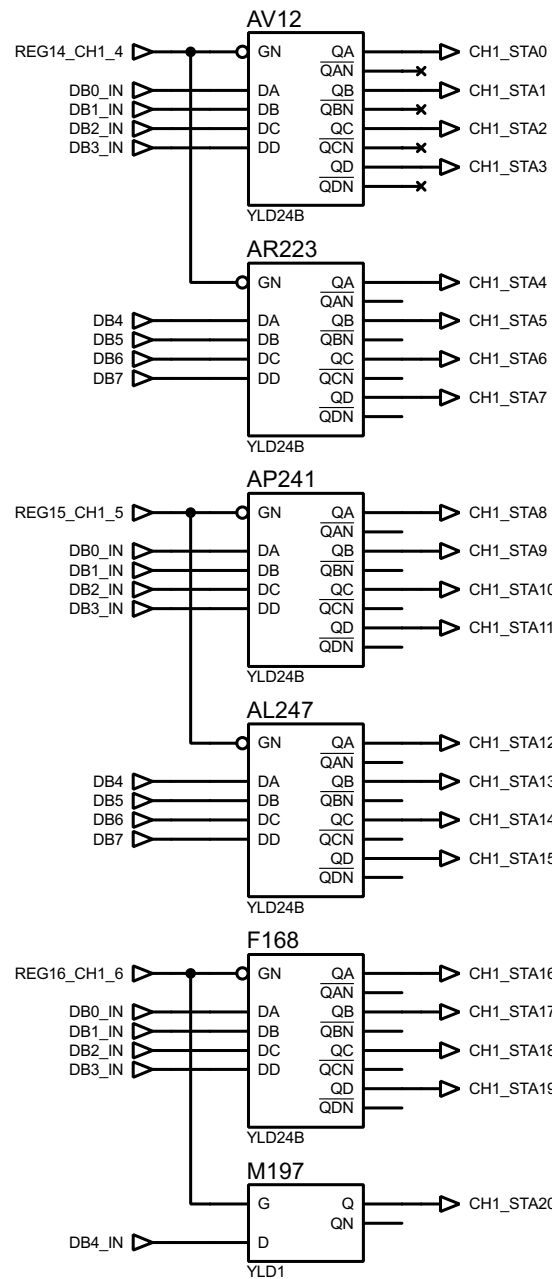 AV12
REG14_CH1_4 GN QA CH1_STA0
QAN
DB0_IN DA QB CH1_STA1
DB1_IN DB QBN
DB2_IN DC QC CH1_STA2
DB3_IN DD QCN
QD CH1_STA3
QDN
YLD24B
AR223
GN QA CH1_STA4
QAN
DB4 DA QB CH1_STA5
DB5 DB QBN
DB6 DC QC CH1_STA6
DB7 DD QCN
QD CH1_STA7
QDN
YLD24B
AP241
REG15_CH1_5 GN QA CH1_STA8
QAN
DB0_IN DA QB CH1_STA9
DB1_IN DB QBN
DB2_IN DC QC CH1_STA10
DB3_IN DD QCN
QD CH1_STA11
QDN
YLD24B
AL247
GN QA CH1_STA12
QAN
DB4 DA QB CH1_STA13
DB5 DB QBN
DB6 DC QC CH1_STA14
DB7 DD QCN
QD CH1_STA15
QDN
YLD24B
F168
REG16_CH1_6 GN QA CH1_STA16
QAN
DB0_IN DA QB CH1_STA17
DB1_IN DB QBN
DB2_IN DC QC CH1_STA18
DB3_IN DD QCN
QD CH1_STA19
QDN
YLD24B
M197
G Q CH1_STA20
QN
DB4_IN D
YLD1